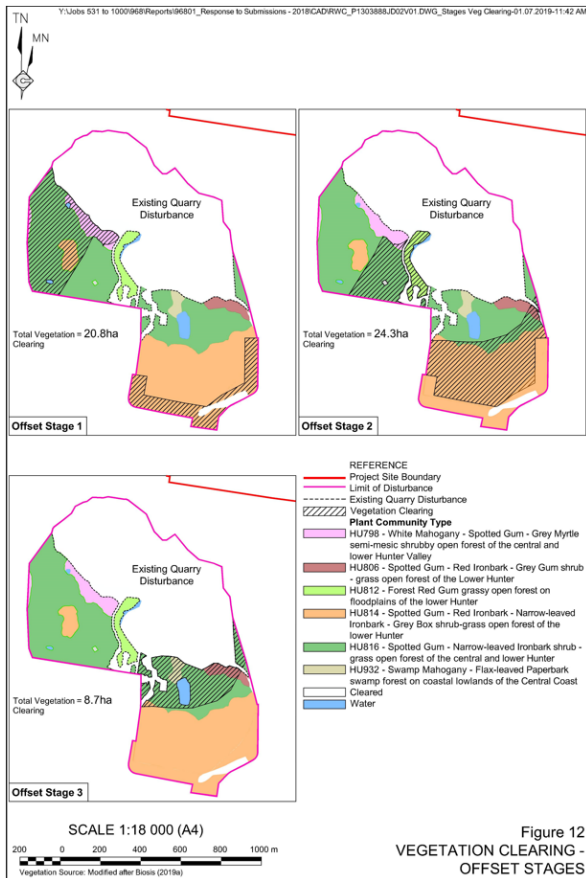 Y:\Jobs 531 to 1000\968\Reports\96801_Response to Submissions - 2018\CAD\RWC_P1303888JD02V01.DWG_Stages Veg Clearing-01.07.2019-11:42 AM
TN
MN
Existing Quarry
Disturbance
Total Vegetation = 20.8ha
Clearing
Offset Stage 1
Existing Quarry
Disturbance
Total Vegetation = 24.3ha
Clearing
Offset Stage 2
Existing Quarry
Disturbance
Total Vegetation = 8.7ha
Clearing
Offset Stage 3
REFERENCE
Project Site Boundary
Limit of Disturbance
Existing Quarry Disturbance
Vegetation Clearing
Plant Community Type
HU798 - White Mahogany - Spotted Gum - Grey Myrtle
semi-mesic shrubby open forest of the central and
lower Hunter Valley
HU806 - Spotted Gum - Red Ironbark - Grey Gum shrub
- grass open forest of the Lower Hunter
HU812 - Forest Red Gum grassy open forest on
floodplains of the lower Hunter
HU814 - Spotted Gum - Red Ironbark - Narrow-leaved
Ironbark - Grey Box shrub-grass open forest of
the lower Hunter
HU816 - Spotted Gum - Narrow-leaved Ironbark shrub -
grass open forest of the central and lower Hunter
HU932 - Swamp Mahogany - Flax-leaved Paperbark
swamp forest on coastal lowlands of the Central Coast
Cleared
Water
SCALE 1:18 000 (A4)
200 0 200 400 600 800 1000 m
Vegetation Source: Modified after Biosis (2019a)
Figure 12
VEGETATION CLEARING -
OFFSET STAGES